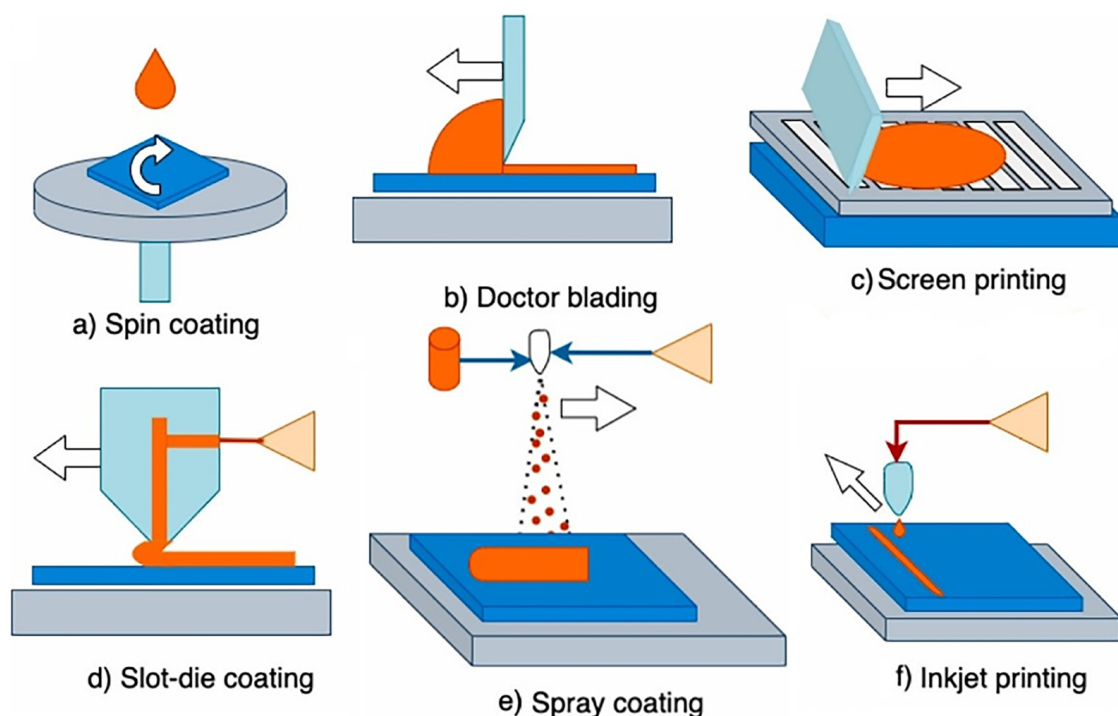 a) Spin coating
b) Doctor blading
c) Screen printing
d) Slot-die coating
e) Spray coating
f) Inkjet printing